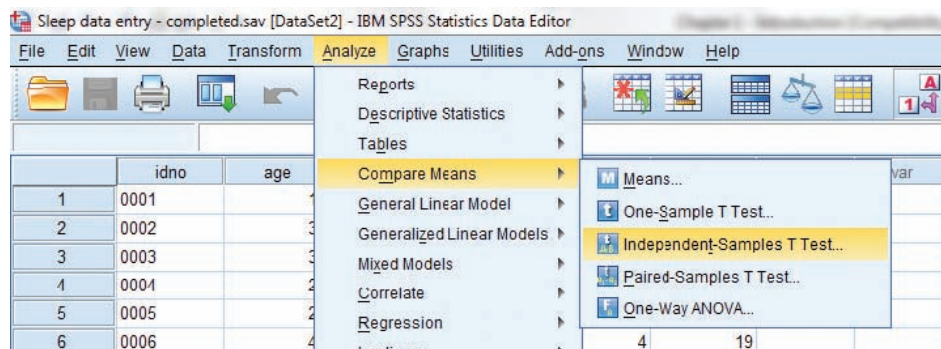 Sleep data entry - completed.sav [DataSet2] - IBM SPSS Statistics Data Editor
File Edit View Data Transform Analyze Graphs Utilities Add-ons Window Help
Reports
Descriptive Statistics
Tables
Compare Means
General Linear Model
Generalized Linear Models
Mixed Models
Correlate
Regression
Means...
One-Sample T Test...
Independent-Samples T Test...
Paired-Samples T Test...
One-Way ANOVA...
idno age var
1 0001
2 0002
3 0003
4 0004
5 0005
6 0006 4 4 19